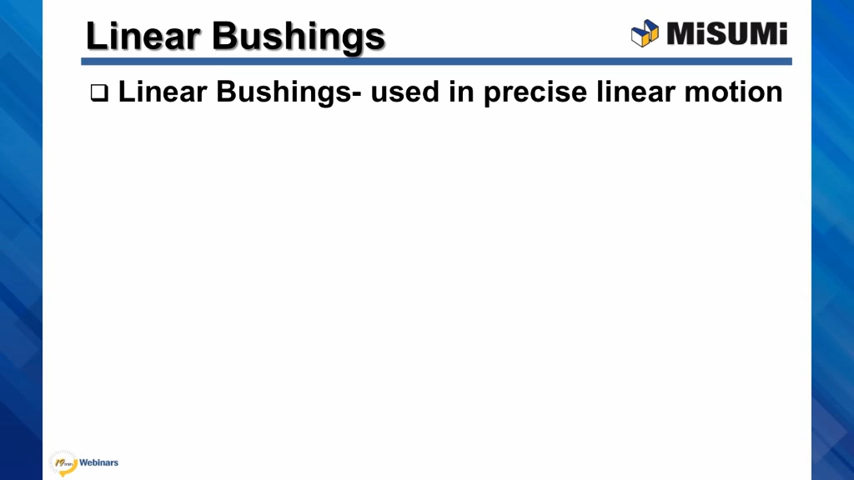 Linear Bushings
MiSUMi
❑ Linear Bushings- used in precise linear motion
Webinars